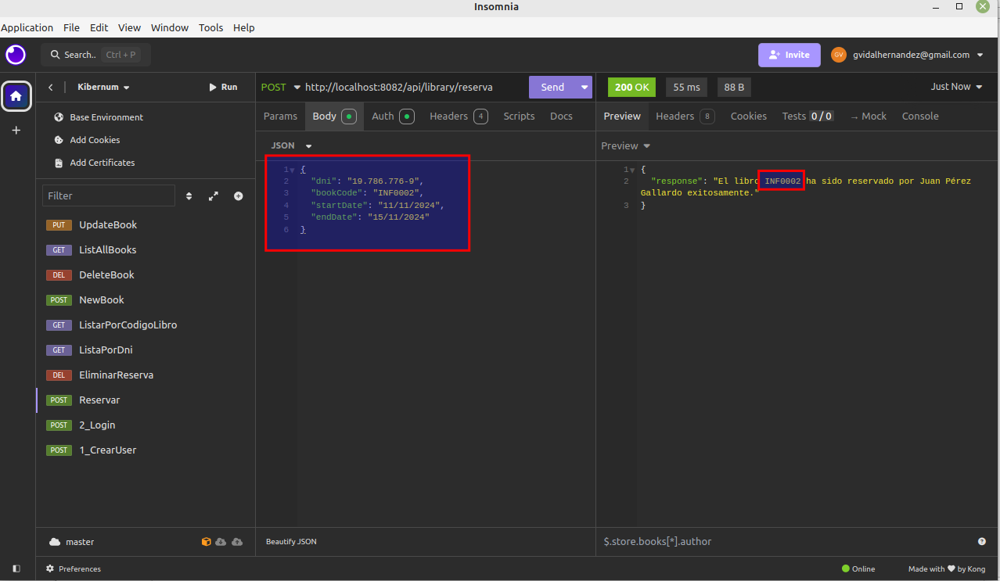 Insomnia
Application File Edit View Window Tools Help
Search.. Ctrl + P
Invite
GV gvidalhernandez@gmail.com
Kibernum
Run
POST http://localhost:8082/api/library/reserva
Send
200 OK 55 ms 88 B
Just Now
Base Environment
Add Cookies
Add Certificates
Params Body Auth Headers 4 Scripts Docs
Preview Headers 8 Cookies Tests 0 / 0 → Mock Console
JSON
Preview
Filter
PUT UpdateBook
GET ListAllBooks
DEL DeleteBook
POST NewBook
GET ListarPorCodigoLibro
GET ListaPorDni
DEL EliminarReserva
POST Reservar
POST 2_Login
POST 1_CrearUser
1 {
2 "dni": "19.786.776-9",
3 "bookCode": "INF0002",
4 "startDate": "11/11/2024",
5 "endDate": "15/11/2024"
6 }
1 {
2 "response": "El libro INF0002 ha sido reservado por Juan Pérez
Gallardo exitosamente."
3 }
master
Beautify JSON
$.store.books[*].author
Preferences
Online
Made with ♥ by Kong